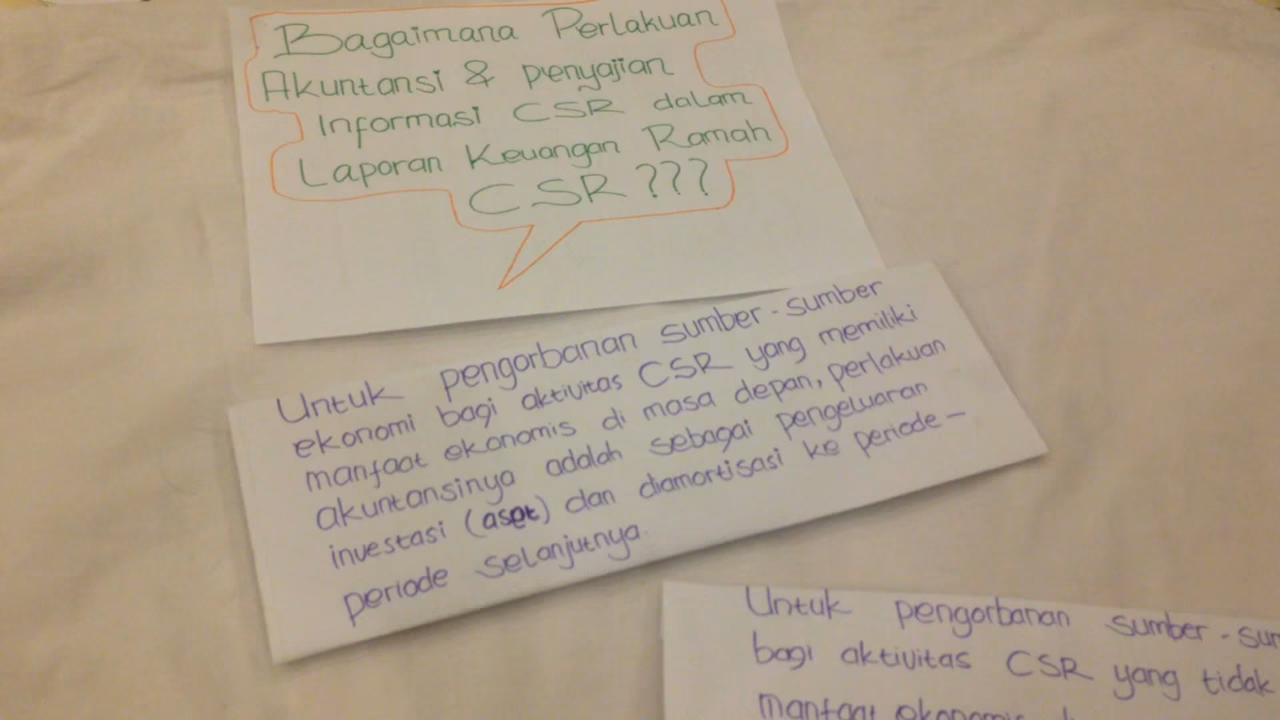 Bagaimana Perlakuan
Akuntansi & penyajian
Informasi CSR dalam
Laporan Keuangan Ramah
CSR ???
Untuk pengorbanan sumber-sumber
ekonomi bagi aktivitas CSR yang memiliki
manfaat ekonomis di masa depan, perlakuan
akuntansinya adalah sebagai pengeluaran
investasi (aset) dan diamortisasi ke periode-
periode selanjutnya.
Untuk pengorbanan sumber-sum
bagi aktivitas CSR yang tidak
manfaat ekonomis